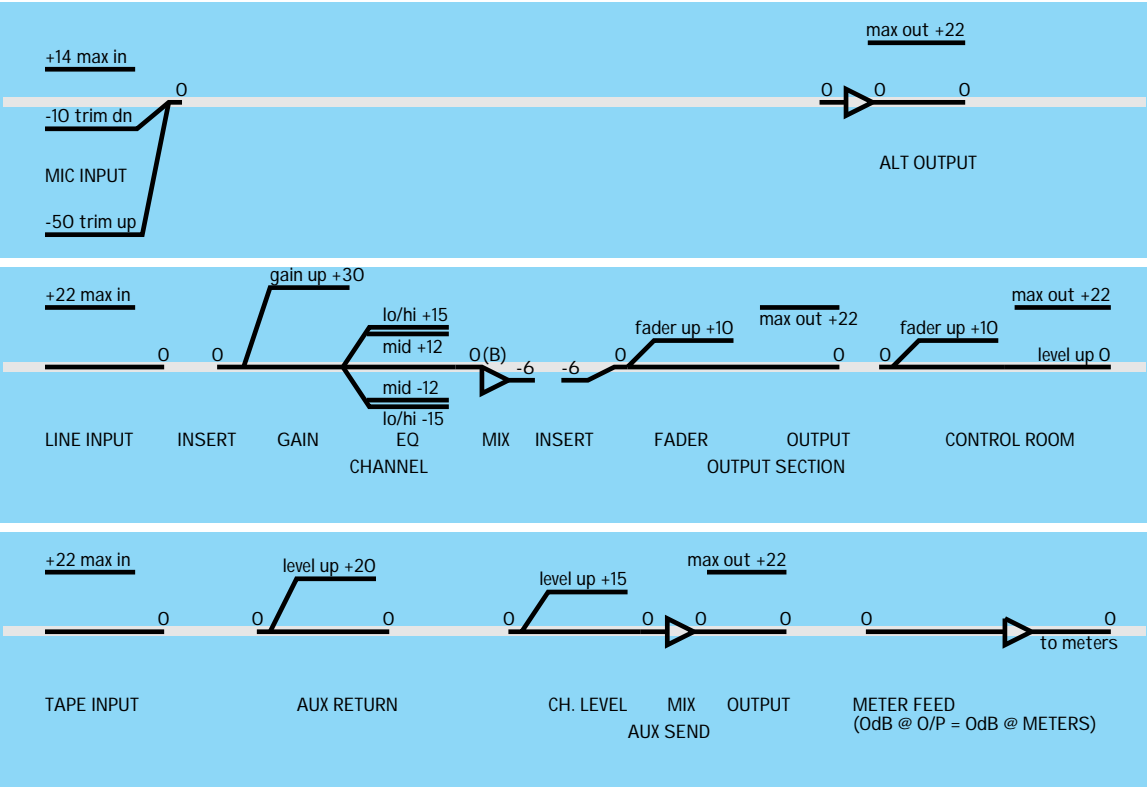 max out +22
+14 max in
0
0 0 0
-10 trim dn
ALT OUTPUT
MIC INPUT
-50 trim up
gain up +30
+22 max in
max out +22
lo/hi +15
max out +22
fader up +10
fader up +10
mid +12
0 0 0(B) 0 0 0 level up 0
-6 -6
mid -12
lo/hi -15
LINE INPUT INSERT GAIN EQ MIX INSERT FADER OUTPUT CONTROL ROOM
CHANNEL OUTPUT SECTION
+22 max in
max out +22
level up +20
level up +15
0 0 0 0 0 0 0 0 0
to meters
TAPE INPUT AUX RETURN CH. LEVEL MIX OUTPUT METER FEED
(0dB @ O/P = 0dB @ METERS)
AUX SEND